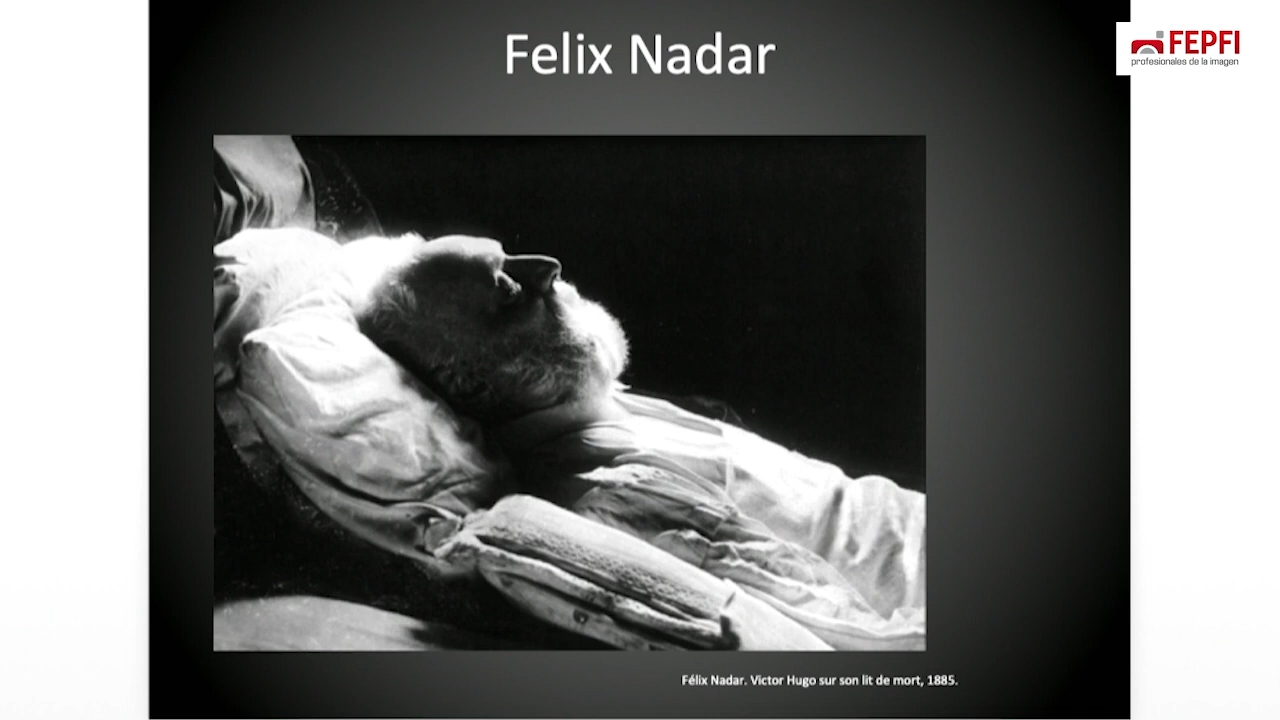 Felix Nadar
FEPFI
profesionales de la imagen
Félix Nadar. Victor Hugo sur son lit de mort, 1885.